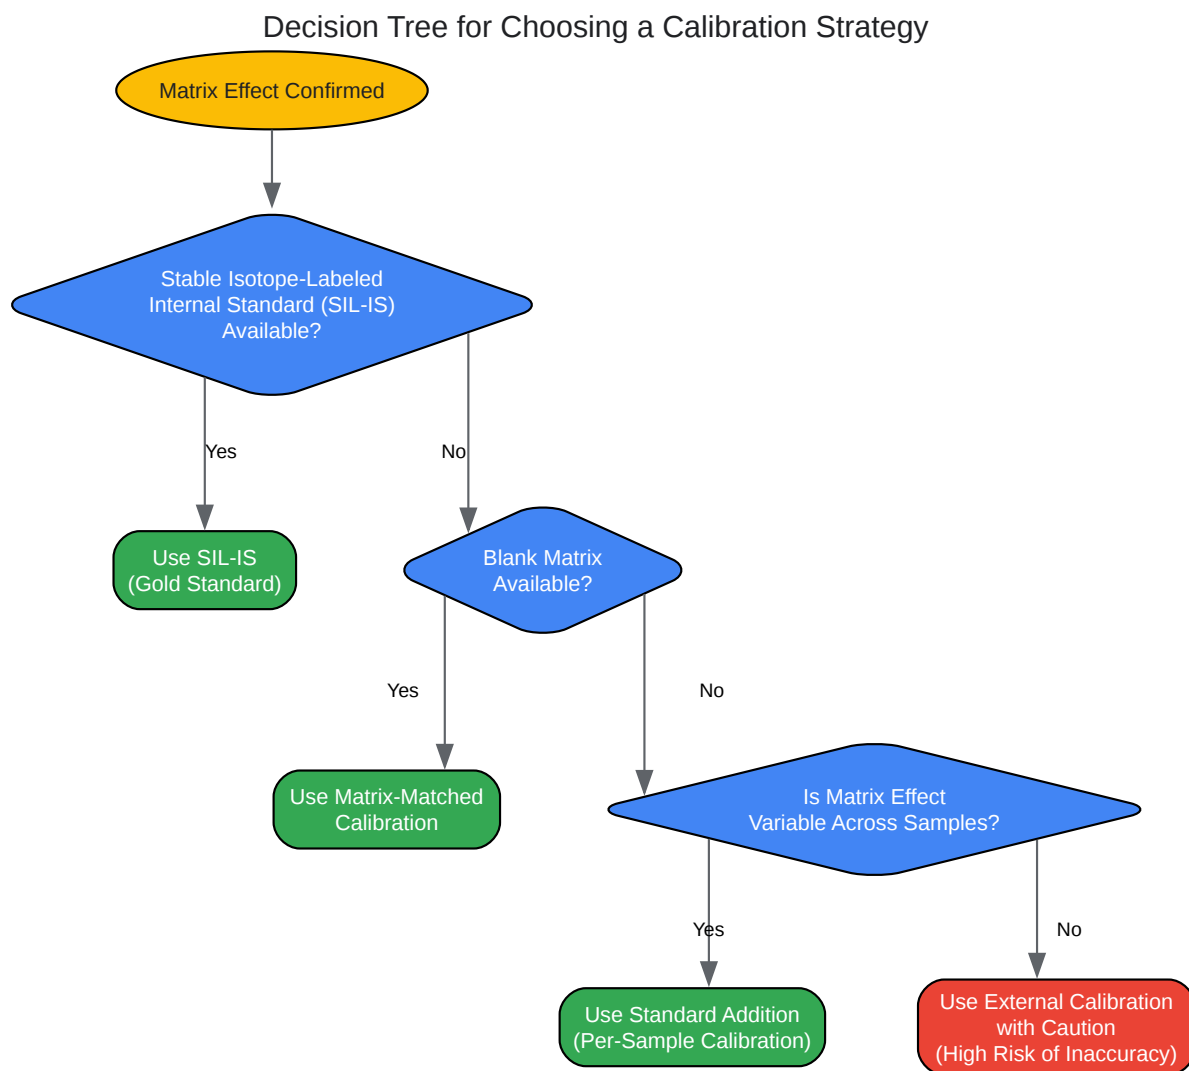 Decision Tree for Choosing a Calibration Strategy
Matrix Effect Confirmed
Stable Isotope-Labeled
Internal Standard (SIL-IS)
Available?
Yes
No
Use SIL-IS
(Gold Standard)
Blank Matrix
Available?
Yes
No
Use Matrix-Matched
Calibration
Is Matrix Effect
Variable Across Samples?
Yes
No
Use Standard Addition
(Per-Sample Calibration)
Use External Calibration
with Caution
(High Risk of Inaccuracy)